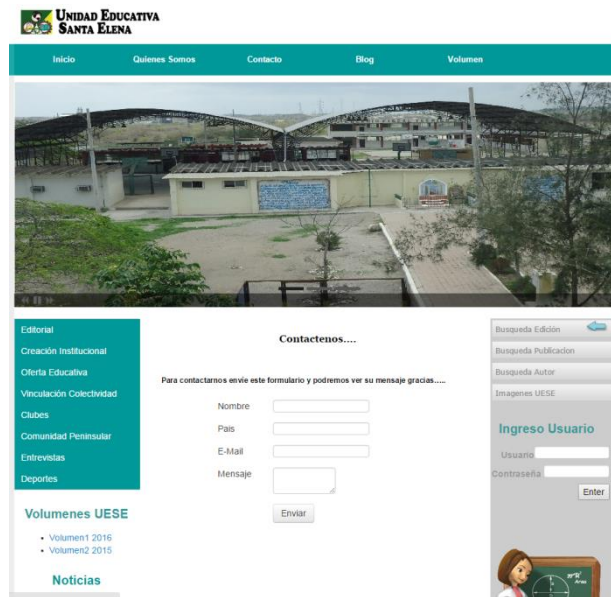 UNIDAD EDUCATIVA
SANTA ELENA
Inicio
Quienes Somos
Contacto
Blog
Volumen
Editorial
Creación Institucional
Oferta Educativa
Vinculación Colectividad
Clubes
Comunidad Peninsular
Entrevistas
Deportes
Volumenes UESE
Volumen1 2016
Volumen2 2015
Noticias
Contactenos....
Para contactarnos envie este formulario y podremos ver su mensaje gracias.....
Nombre
Pais
E-Mail
Mensaje
Enviar
Busqueda Edición
Busqueda Publicacion
Busqueda Autor
Imagenes UESE
Ingreso Usuario
Usuario
Contraseña
Enter